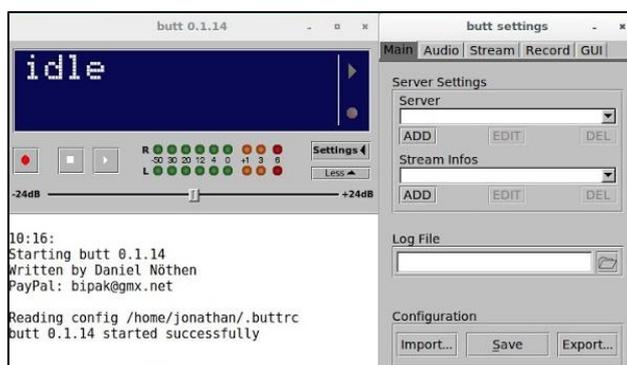 butt 0.1.14
idle
R
-50 30 20 12 4 0 +1 3 6
L
Settings
Less
-24dB
+24dB
10:16:
Starting butt 0.1.14
Written by Daniel Nöthen
PayPal: bipak@gmx.net
Reading config /home/jonathan/.buttrc
butt 0.1.14 started successfully
butt settings
Main Audio Stream Record GUI
Server Settings
Server
ADD EDIT DEL
Stream Infos
ADD EDIT DEL
Log File
Configuration
Import... Save Export...